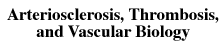 Arteriosclerosis, Thrombosis,
and Vascular Biology